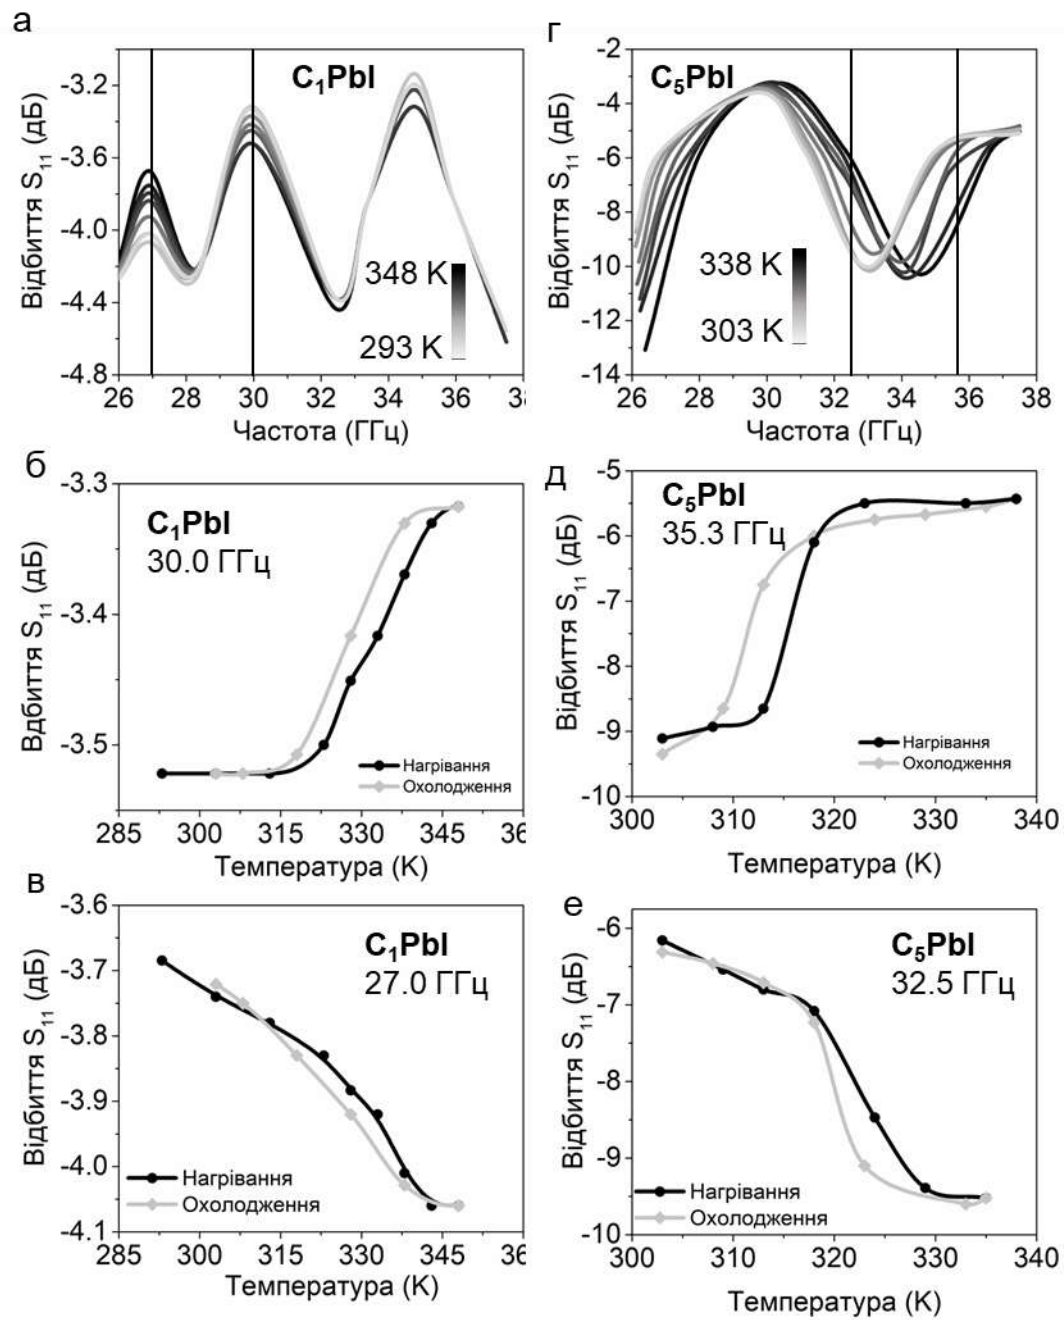 а
C₁PbI
Відбиття S₁₁ (дБ)
-3.2
-3.6
-4.0
-4.4
-4.8
348 K
293 K
26 28 30 32 34 36 38
Частота (ГГц)
г
C₅PbI
Відбиття S₁₁ (дБ)
-2
-4
-6
-8
-10
-12
-14
338 K
303 K
26 28 30 32 34 36 38
Частота (ГГц)
б
C₁PbI
30.0 ГГц
Вдбиття S₁₁ (дБ)
-3.3
-3.4
-3.5
Нагрівання
Охолодження
285 300 315 330 345 36
Температура (K)
д
C₅PbI
35.3 ГГц
Відбиття S₁₁ (дБ)
-5
-6
-7
-8
-9
-10
Нагрівання
Охолодження
300 310 320 330 340
Температура (K)
в
C₁PbI
27.0 ГГц
Відбиття S₁₁ (дБ)
-3.6
-3.7
-3.8
-3.9
-4.0
-4.1
Нагрівання
Охолодження
285 300 315 330 345 36
Температура (K)
е
C₅PbI
32.5 ГГц
Відбиття S₁₁ (дБ)
-6
-7
-8
-9
-10
Нагрівання
Охолодження
300 310 320 330 340
Температура (K)